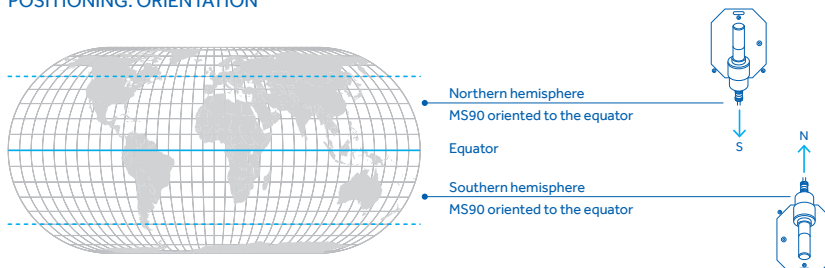 POSITIONING: ORIENTATION
Northern hemisphere
MS90 oriented to the equator
S
Equator
N
Southern hemisphere
MS90 oriented to the equator